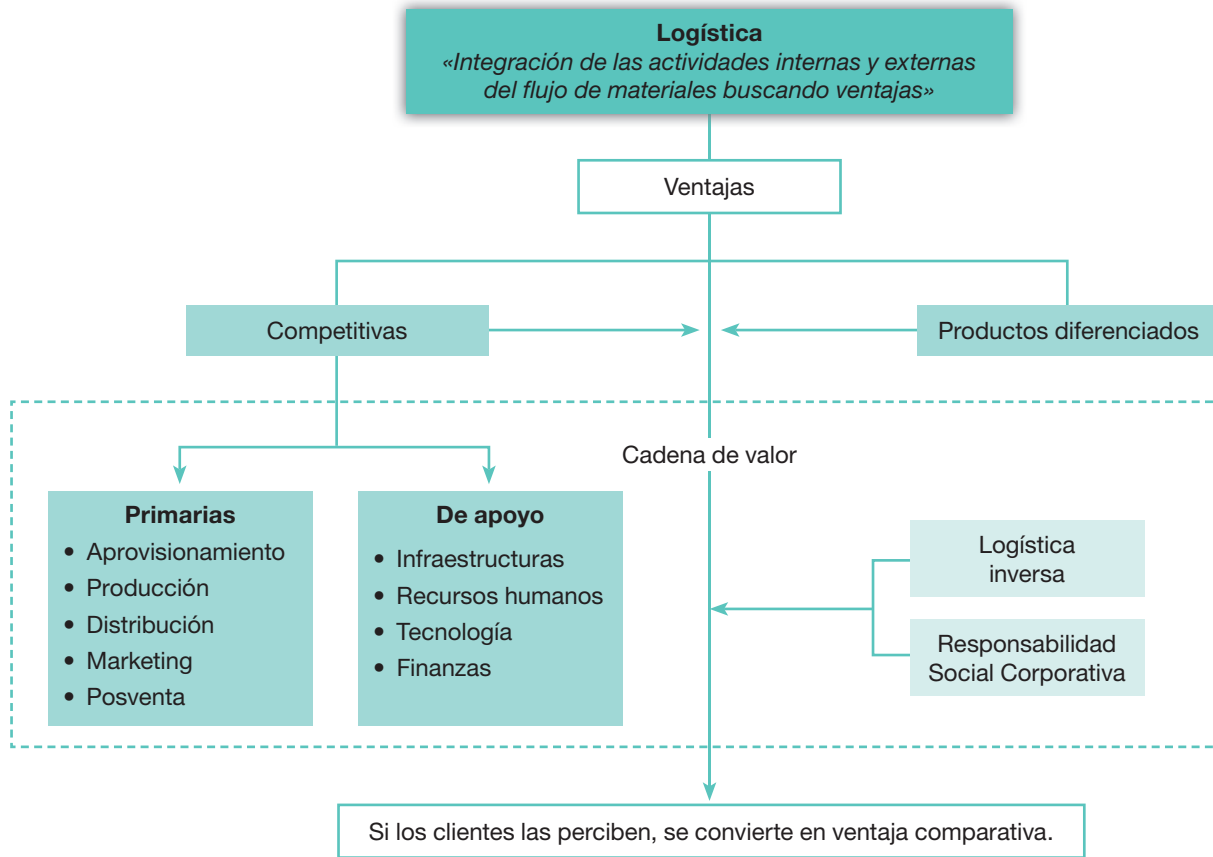 Logística
«Integración de las actividades internas y externas
del flujo de materiales buscando ventajas»
Ventajas
Competitivas
Productos diferenciados
Cadena de valor
Primarias
• Aprovisionamiento
• Producción
• Distribución
• Marketing
• Posventa
De apoyo
• Infraestructuras
• Recursos humanos
• Tecnología
• Finanzas
Logística
inversa
Responsabilidad
Social Corporativa
Si los clientes las perciben, se convierte en ventaja comparativa.